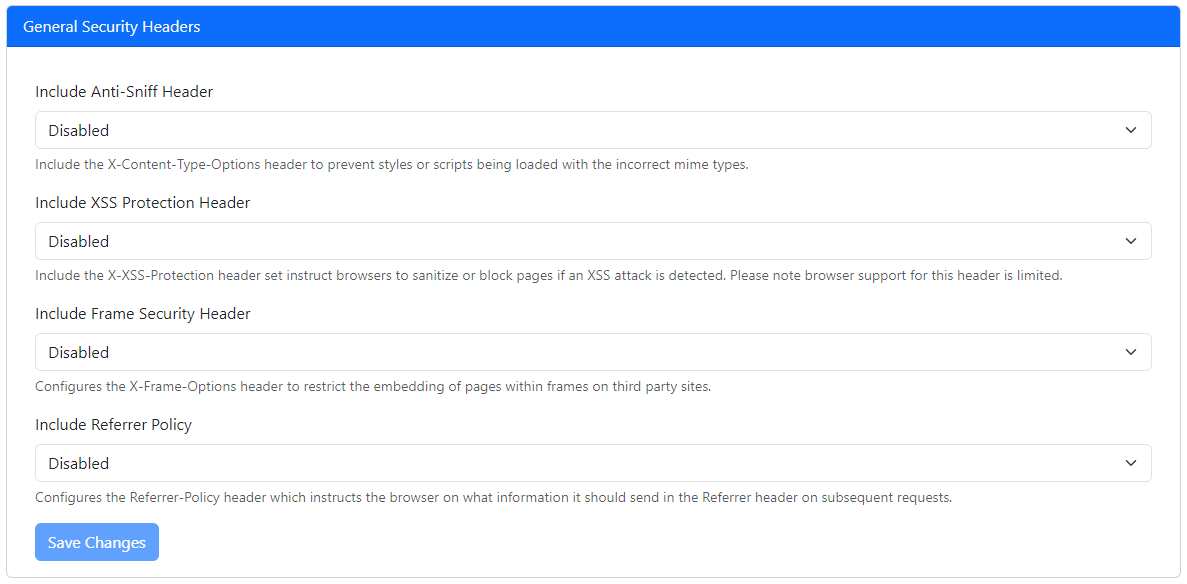 General Security Headers
Include Anti-Sniff Header
Disabled
Include the X-Content-Type-Options header to prevent styles or scripts being loaded with the incorrect mime types.
Include XSS Protection Header
Disabled
Include the X-XSS-Protection header set instruct browsers to sanitize or block pages if an XSS attack is detected. Please note browser support for this header is limited.
Include Frame Security Header
Disabled
Configures the X-Frame-Options header to restrict the embedding of pages within frames on third party sites.
Include Referrer Policy
Disabled
Configures the Referrer-Policy header which instructs the browser on what information it should send in the Referrer header on subsequent requests.
Save Changes